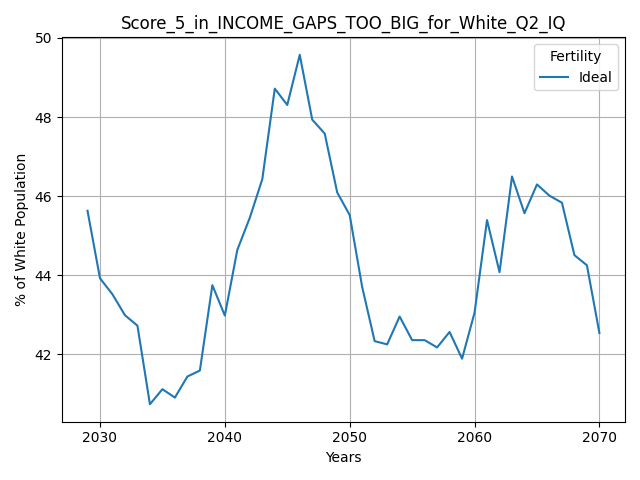 Score_5_in_INCOME_GAPS_TOO_BIG_for_White_Q2_IQ
Fertility
Ideal
% of White Population
50
48
46
44
42
2030
2040
2050
2060
2070
Years